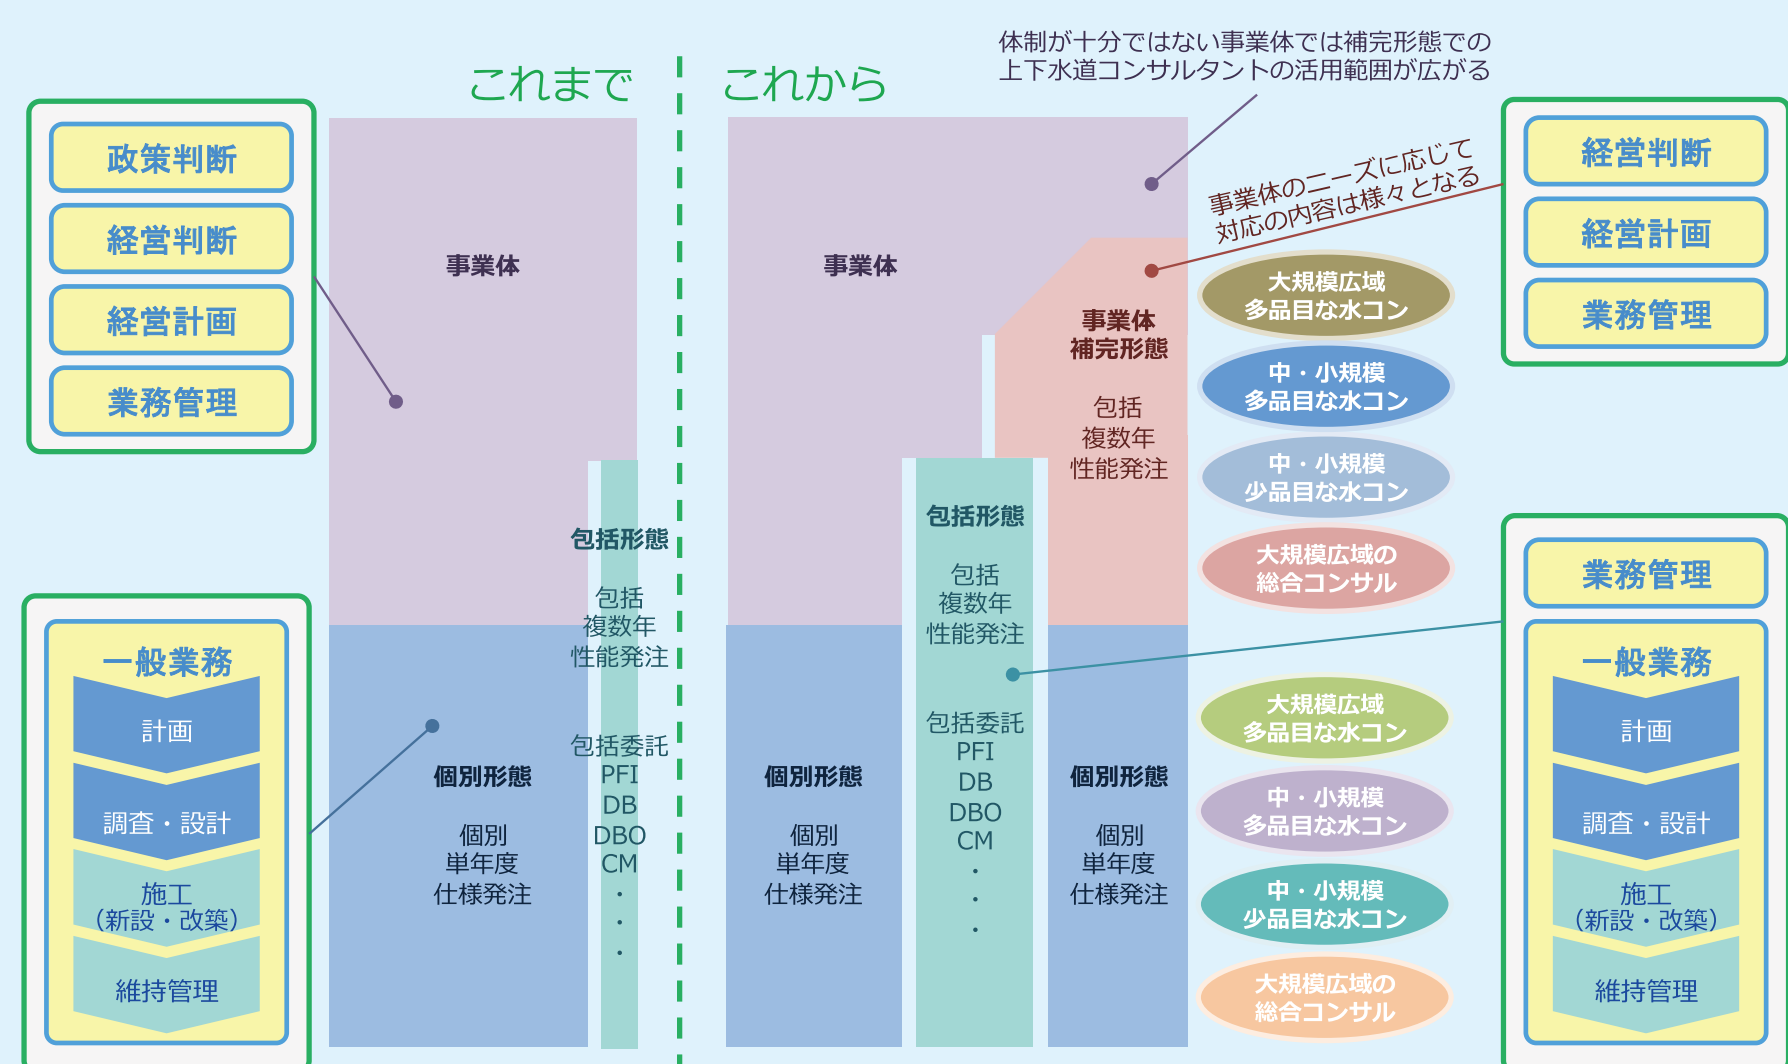 これまで
政策判断
経営判断
経営計画
業務管理
一般業務
計画
調査・設計
施工
（新設・改築）
維持管理
事業体
包括形態
包括
複数年
性能発注
包括委託
PFI
DB
DBO
CM
・
・
・
個別形態
個別
単年度
仕様発注
これから
体制が十分ではない事業体では補完形態での
上下水道コンサルタントの活用範囲が広がる
事業体のニーズに応じて
対応の内容は様々となる
事業体
事業体
補完形態
包括
複数年
性能発注
包括形態
包括
複数年
性能発注
包括委託
PFI
DB
DBO
CM
・
・
・
個別形態
個別
単年度
仕様発注
個別形態
個別
単年度
仕様発注
大規模広域
多品目な水コン
中・小規模
多品目な水コン
中・小規模
少品目な水コン
大規模広域の
総合コンサル
大規模広域
多品目な水コン
中・小規模
多品目な水コン
中・小規模
少品目な水コン
大規模広域の
総合コンサル
経営判断
経営計画
業務管理
業務管理
一般業務
計画
調査・設計
施工
（新設・改築）
維持管理